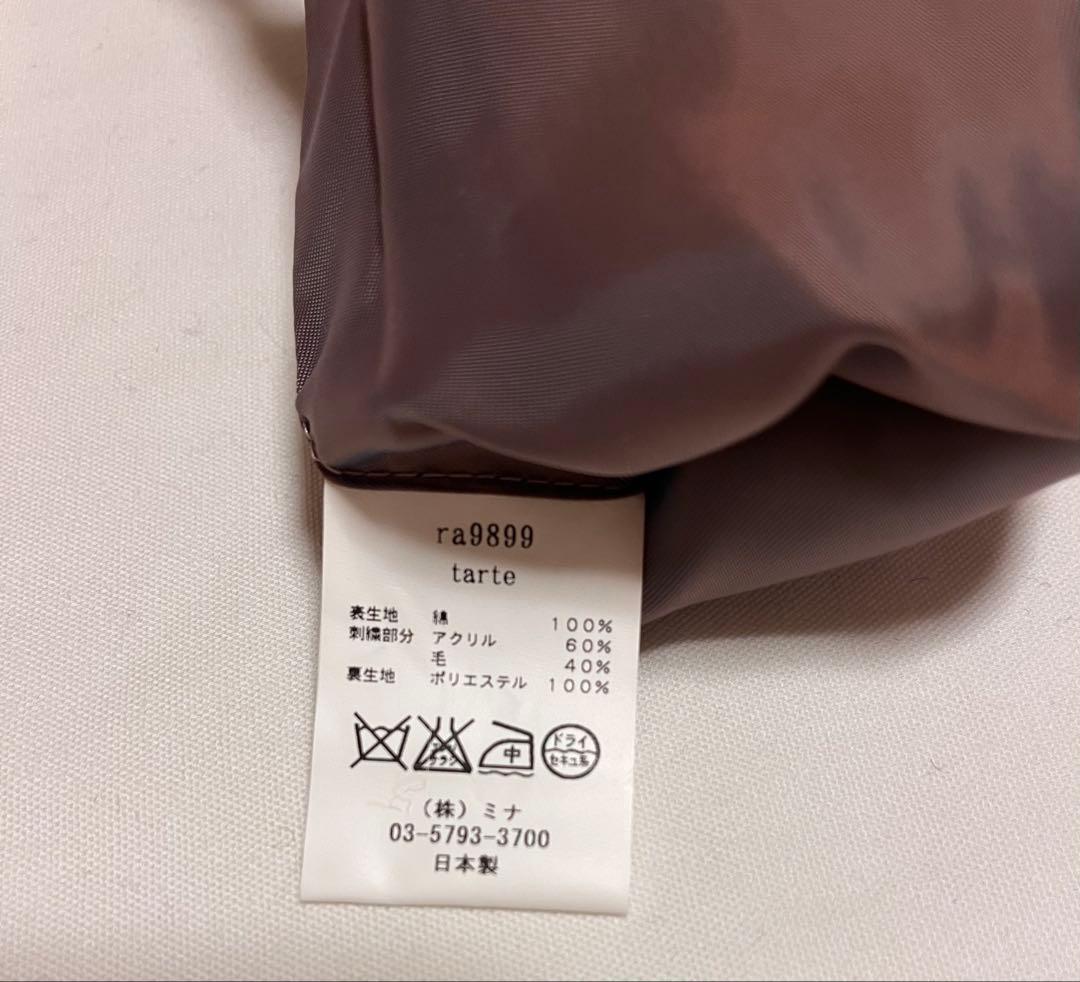 ra9899
tarte
表生地 綿 100%
刺繍部分 アクリル 60%
毛 40%
裏生地 ポリエステル 100%
中
ドライ
セキユ系
(株) ミナ
03-5793-3700
日本製